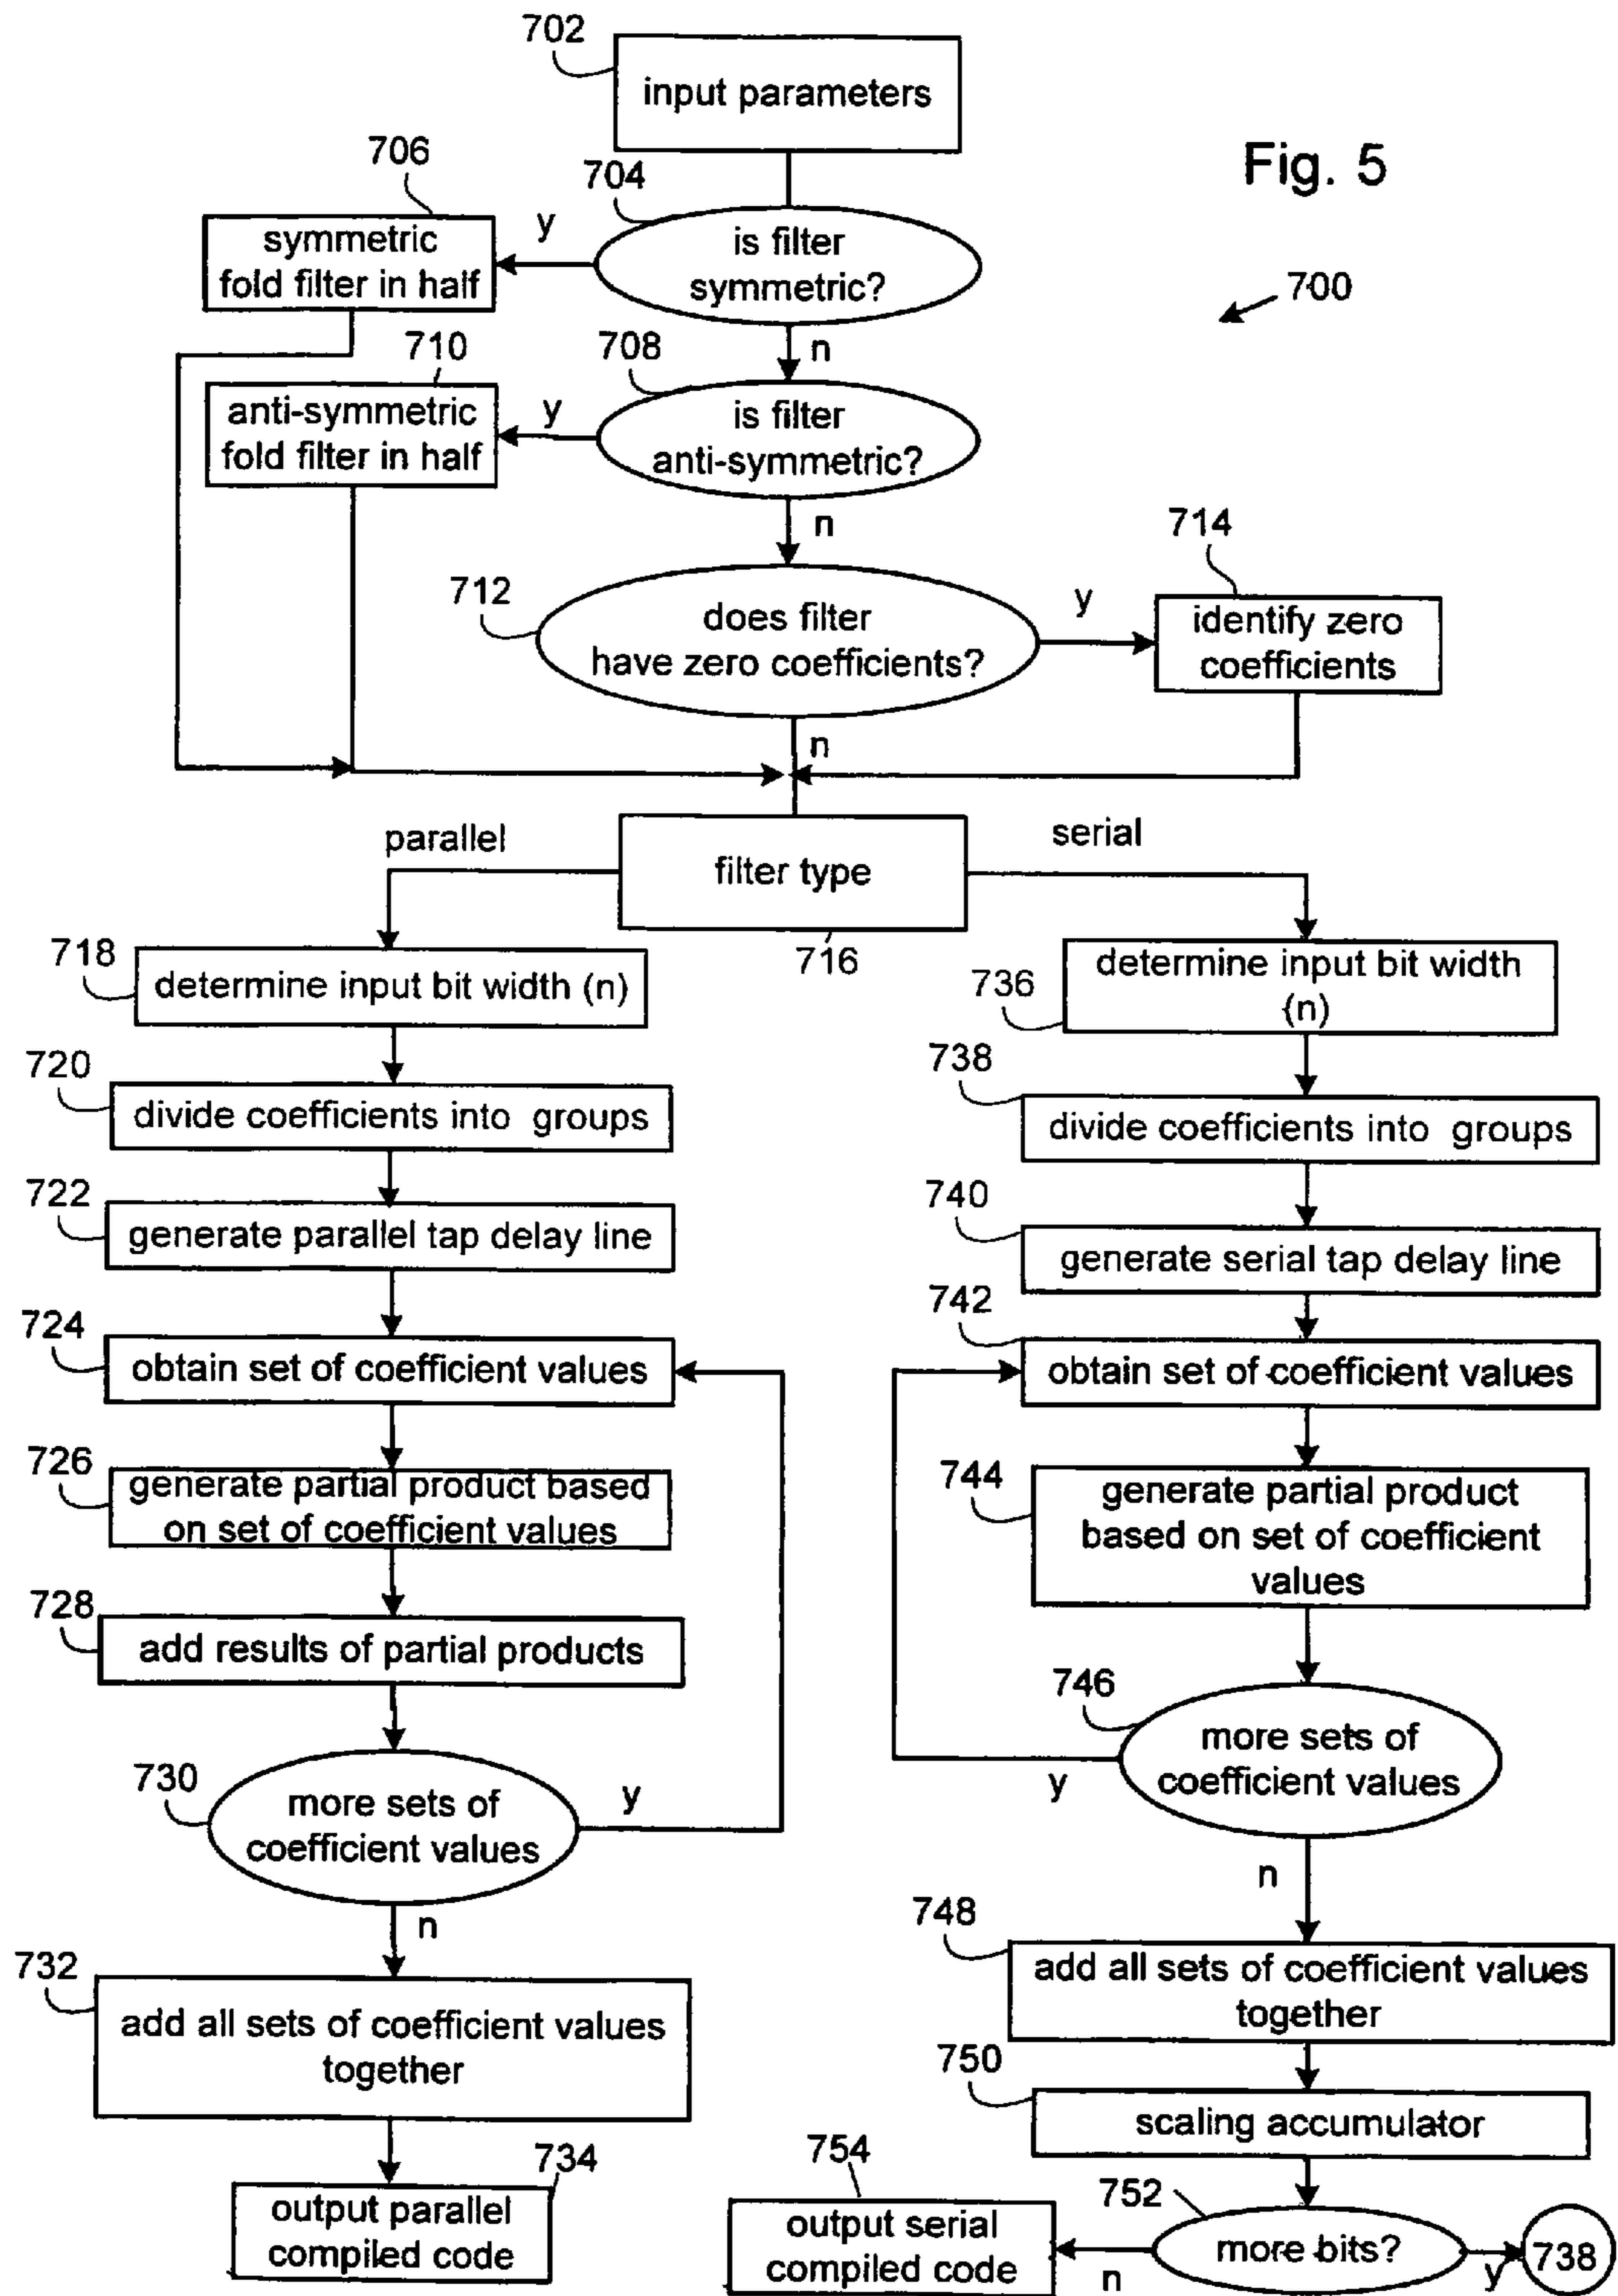 702
input parameters
Fig. 5
706
704
symmetric
fold filter in half
y
is filter
symmetric?
700
n
710
708
anti-symmetric
fold filter in half
y
is filter
anti-symmetric?
n
714
712
does filter
have zero coefficients?
y
identify zero
coefficients
n
parallel
filter type
serial
716
718
determine input bit width (n)
720
divide coefficients into groups
722
generate parallel tap delay line
724
obtain set of coefficient values
726
generate partial product based
on set of coefficient values
728
add results of partial products
730
more sets of
coefficient values
y
n
732
add all sets of coefficient values
together
734
output parallel
compiled code
736
determine input bit width
(n)
738
divide coefficients into groups
740
generate serial tap delay line
742
obtain set of coefficient values
744
generate partial product
based on set of coefficient
values
746
more sets of
coefficient values
y
n
748
add all sets of coefficient values
together
750
scaling accumulator
752
more bits?
y
738
n
754
output serial
compiled code